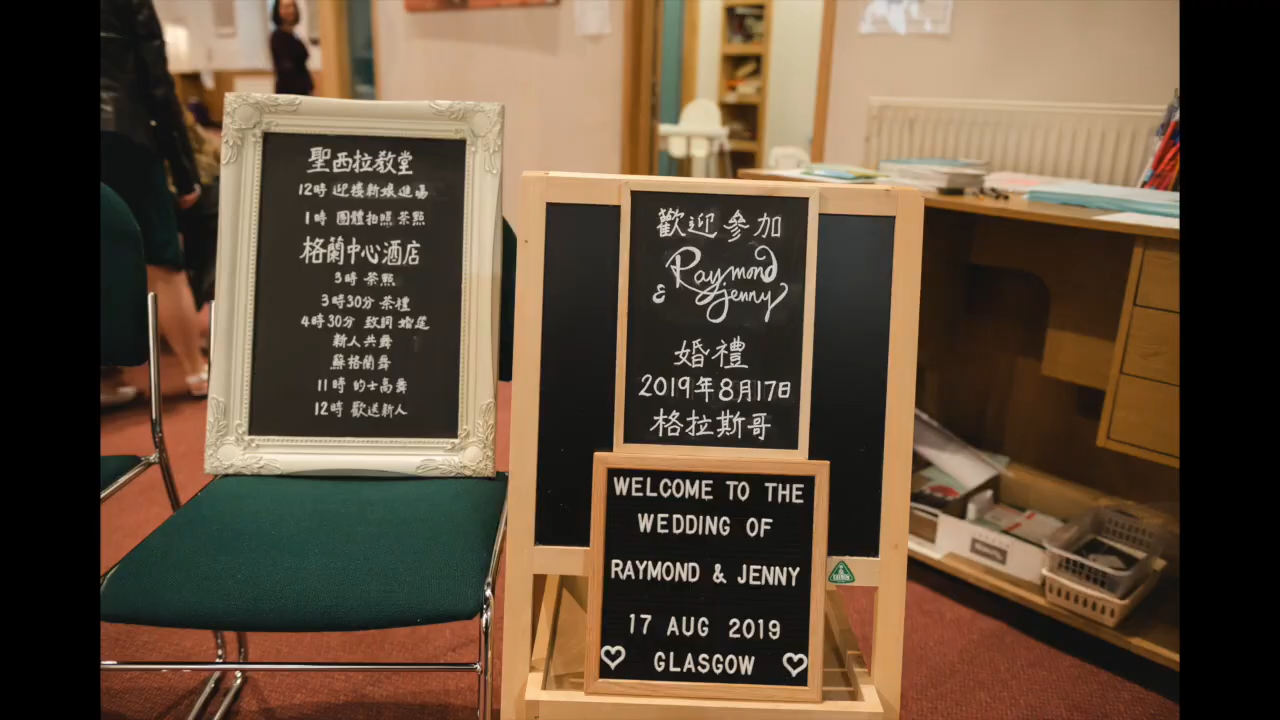 聖西拉教堂
12時 迎接新娘進場
1時 團體拍照 茶點
格蘭中心酒店
3時 茶點
3時30分 茶禮
4時30分 致詞 婚筵
新人共舞
蘇格蘭舞
11時 的士高舞
12時 歡送新人
歡迎參加
Raymond
& Jenny
婚禮
2019年8月17日
格拉斯哥
WELCOME TO THE
WEDDING OF
RAYMOND & JENNY
17 AUG 2019
GLASGOW